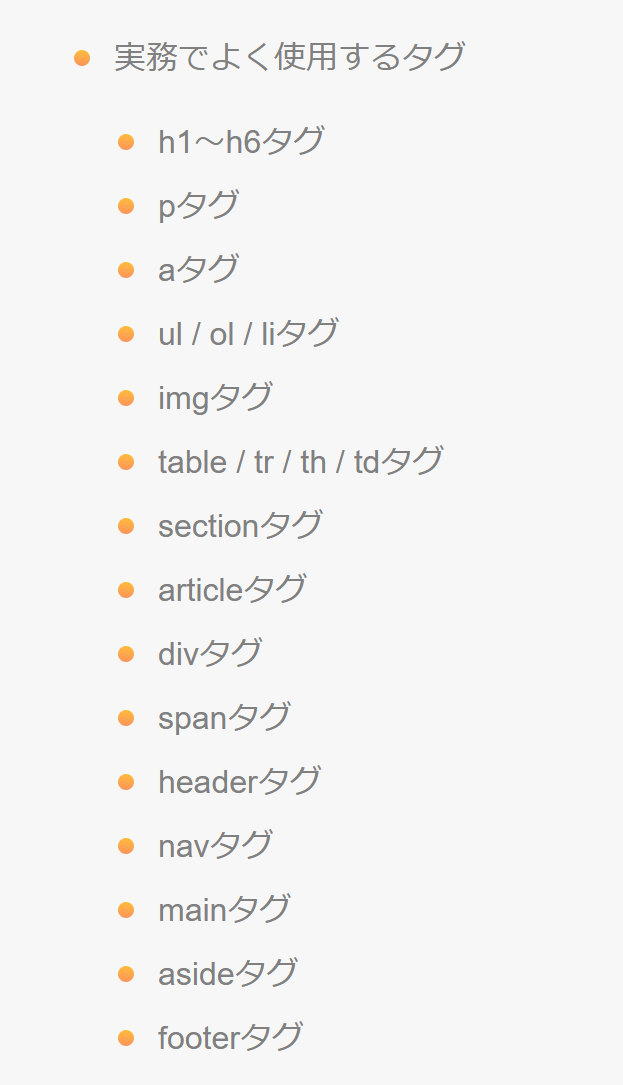 実務でよく使用するタグ
h1〜h6タグ
pタグ
aタグ
ul / ol / liタグ
imgタグ
table / tr / th / tdタグ
sectionタグ
articleタグ
divタグ
spanタグ
headerタグ
navタグ
mainタグ
asideタグ
footerタグ